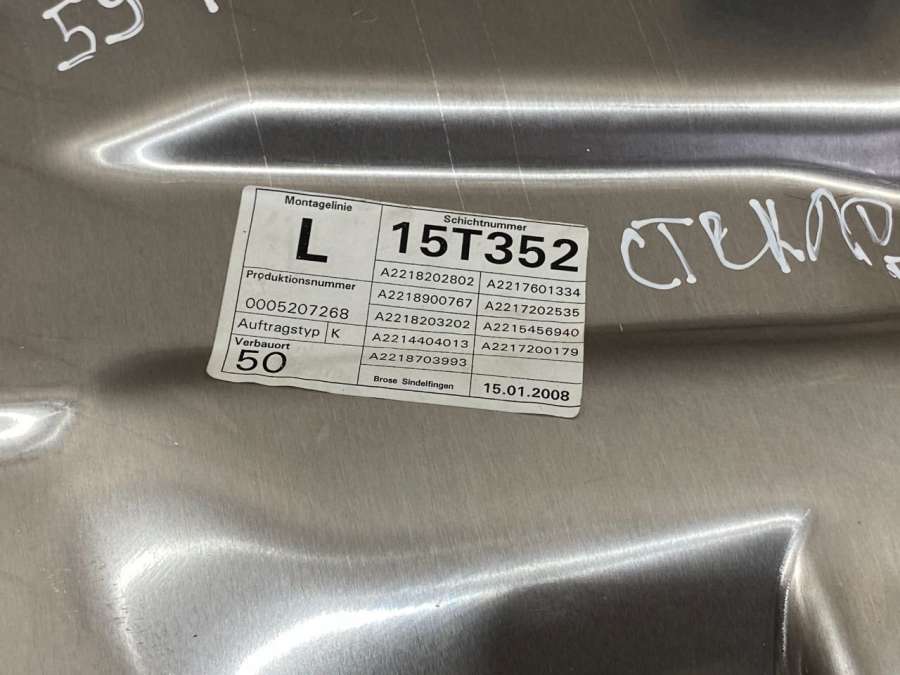 59
Montagelinie
L
Schichtnummer
15T352
Produktionsnummer
0005207268
Auftragstyp K
Verbauort
50
A2218202802 A2217601334
A2218900767 A2217202535
A2218203202 A2215456940
A2214404013 A2217200179
A2218703993
Brose Sindelfingen 15.01.2008